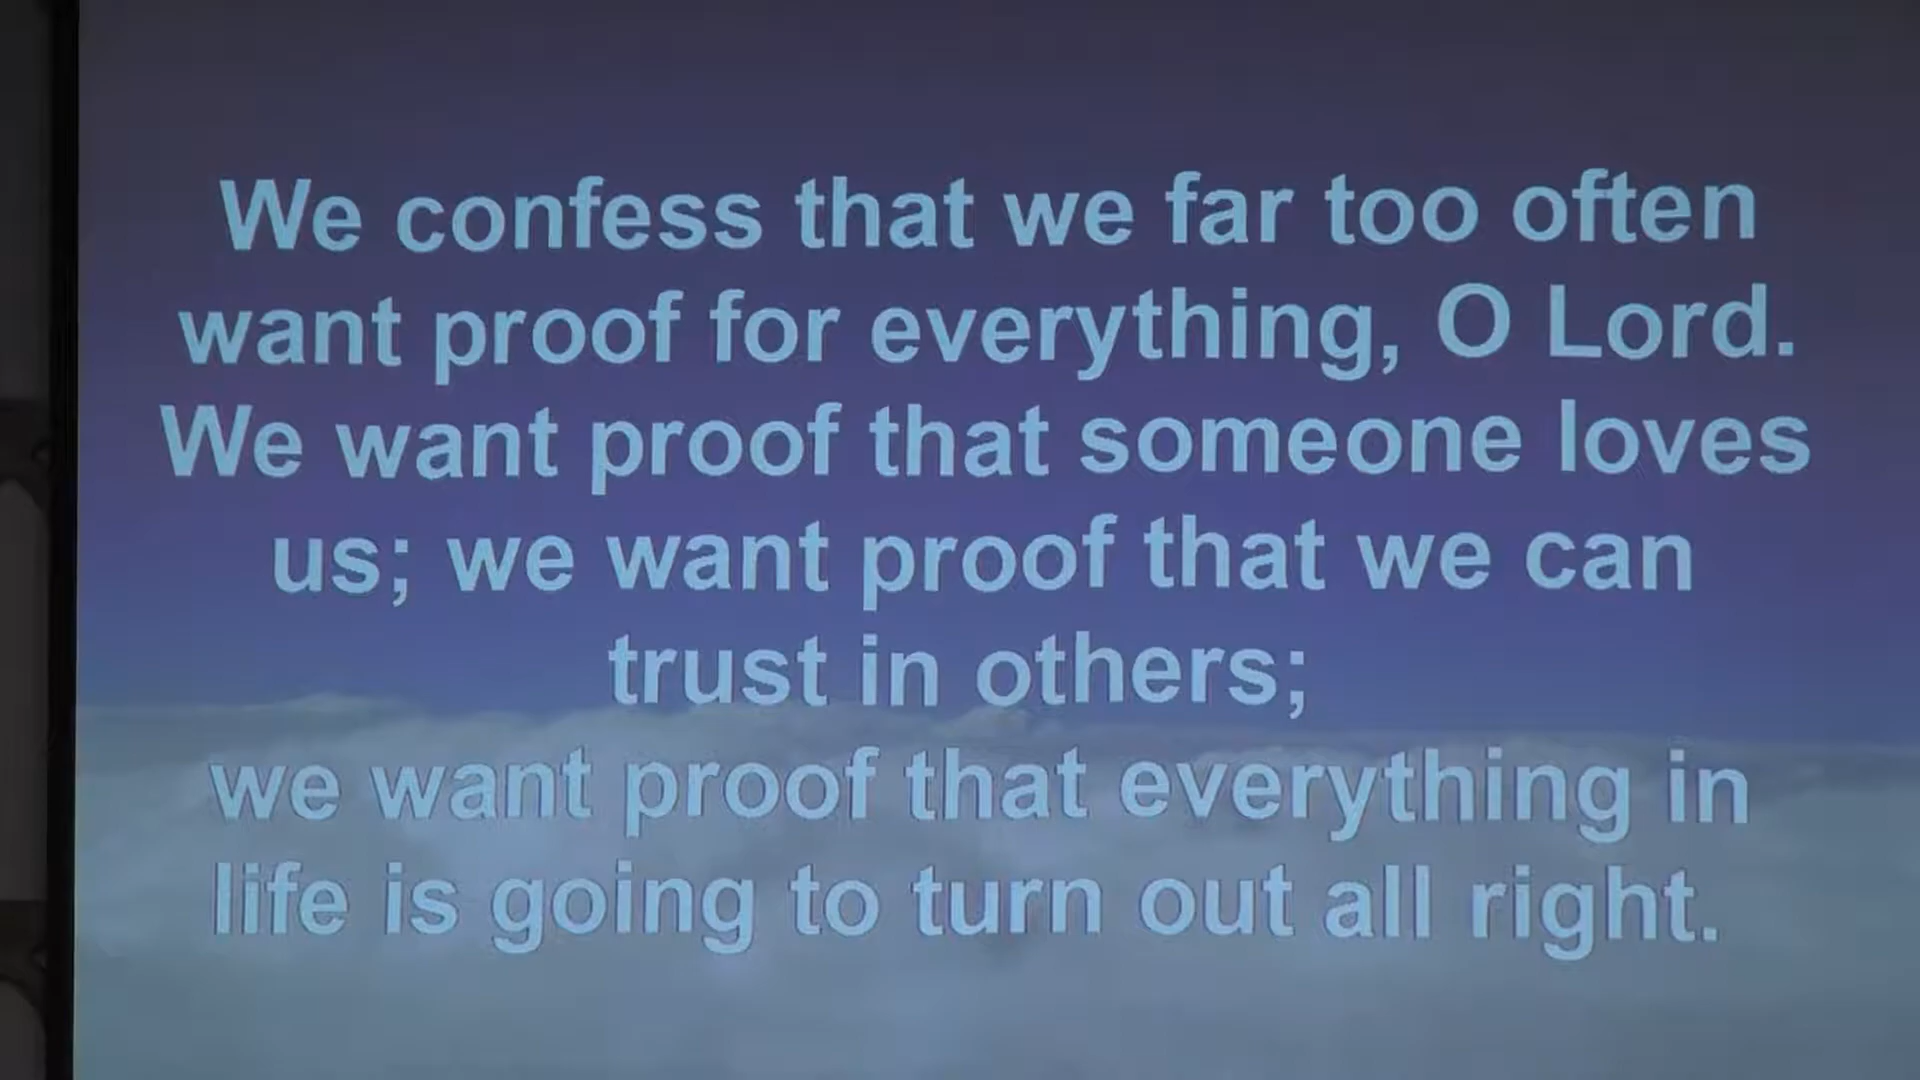 We confess that we far too often
want proof for everything, O Lord.
We want proof that someone loves
us; we want proof that we can
trust in others;
we want proof that everything in
life is going to turn out all right.